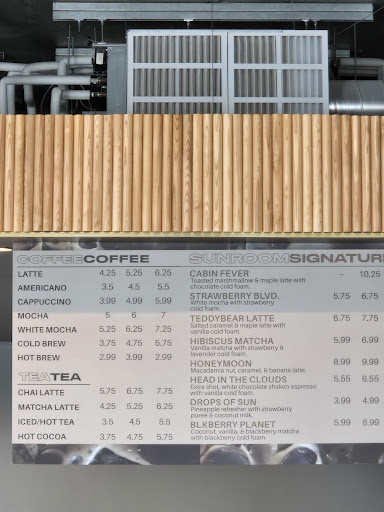 COFFEECOFFEE
LATTE 4.25 5.25 6.25
AMERICANO 3.5 4.5 5.5
CAPPUCCINO 3.99 4.99 5.99
MOCHA 5 6 7
WHITE MOCHA 5.25 6.25 7.25
COLD BREW 3.75 4.75 5.75
HOT BREW 2.99 3.99 2.99
TEATEA
CHAI LATTE 5.75 6.75 7.75
MATCHA LATTE 4.25 5.25 6.25
ICED/HOT TEA 3.5 4.5 5.5
HOT COCOA 3.75 4.75 5.75
SUNROOMSIGNATURE
CABIN FEVER – 10.25
Toasted marshmallow & maple latte with
chocolate cold foam.
STRAWBERRY BLVD. 5.75 6.75
White mocha with strawberry
cold foam.
TEDDYBEAR LATTE 6.75 7.75
Salted caramel & maple latte with
vanilla cold foam.
HIBISCUS MATCHA 5.99 6.99
Vanilla matcha with strawberry &
lavender cold foam.
HONEYMOON 8.99 9.99
Macadamia nut, caramel, & banana latte.
HEAD IN THE CLOUDS 5.55 6.55
Extra shot, white chocolate shaken espresso
with vanilla cold foam.
DROPS OF SUN 3.99 4.99
Pineapple refresher with strawberry
puree & coconut milk.
BLKBERRY PLANET 5.99 6.99
Coconut, vanilla, & blackberry matcha
with blackberry cold foam.